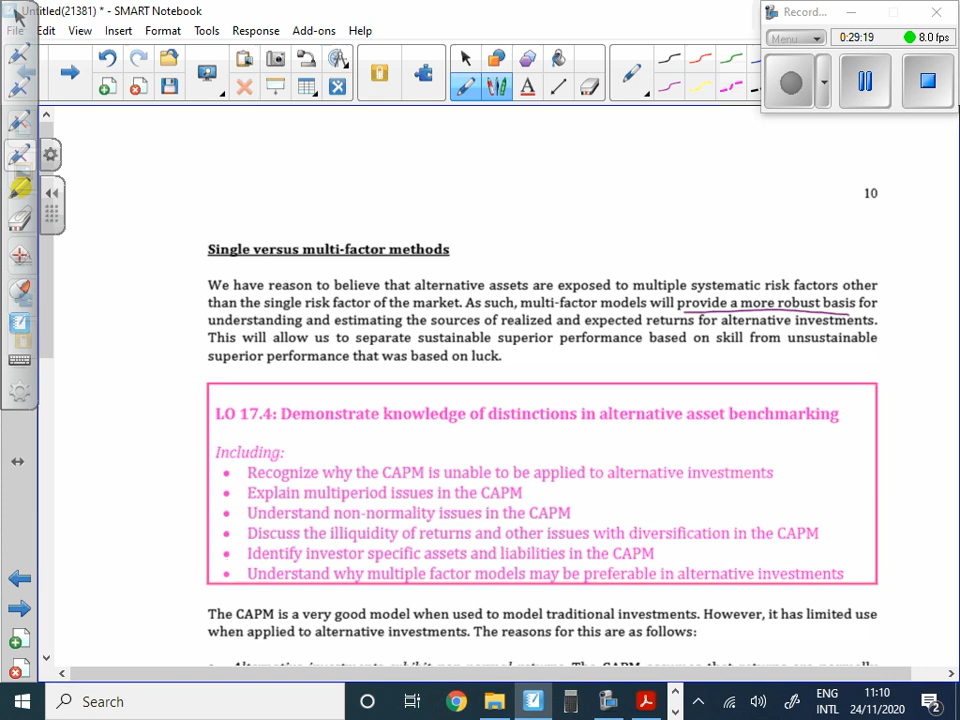 Untitled(21381) * - SMART Notebook
File Edit View Insert Format Tools Response Add-ons Help
Record...
Menu 0:29:19 8.0 fps
10
Single versus multi-factor methods
We have reason to believe that alternative assets are exposed to multiple systematic risk factors other
than the single risk factor of the market. As such, multi-factor models will provide a more robust basis for
understanding and estimating the sources of realized and expected returns for alternative investments.
This will allow us to separate sustainable superior performance based on skill from unsustainable
superior performance that was based on luck.
LO 17.4: Demonstrate knowledge of distinctions in alternative asset benchmarking
Including:
• Recognize why the CAPM is unable to be applied to alternative investments
• Explain multiperiod issues in the CAPM
• Understand non-normality issues in the CAPM
• Discuss the illiquidity of returns and other issues with diversification in the CAPM
• Identify investor specific assets and liabilities in the CAPM
• Understand why multiple factor models may be preferable in alternative investments
The CAPM is a very good model when used to model traditional investments. However, it has limited use
when applied to alternative investments. The reasons for this are as follows:
Search
ENG
INTL
11:10
24/11/2020
2